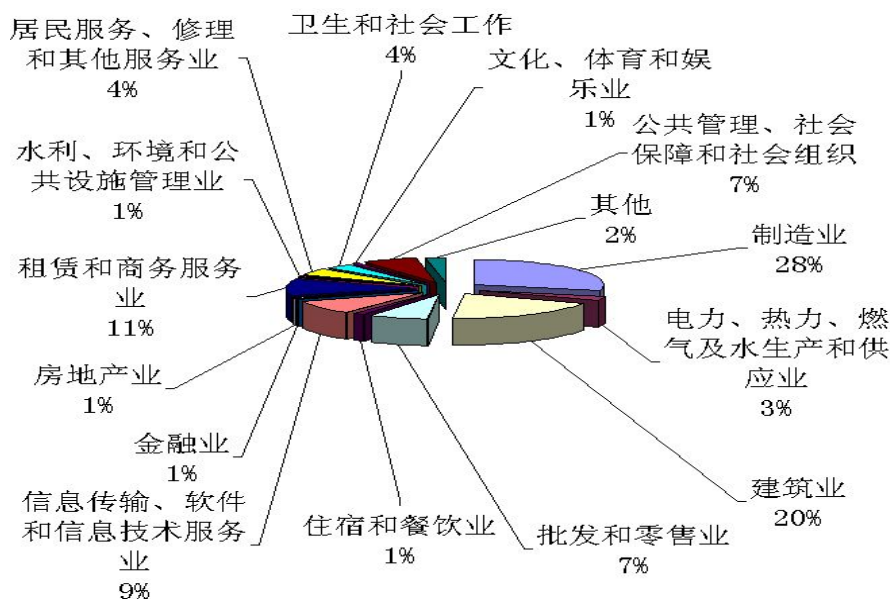 居民服务、修理
和其他服务业
4%
卫生和社会工作
4%
文化、体育和娱
乐业
1%
公共管理、社会
保障和社会组织
7%
水利、环境和公
共设施管理业
1%
其他
2%
制造业
28%
租赁和商务服务
业
11%
电力、热力、燃
气及水生产和供
应业
3%
房地产业
1%
金融业
1%
建筑业
20%
信息传输、软件
和信息技术服务
业
9%
住宿和餐饮业
1%
批发和零售业
7%